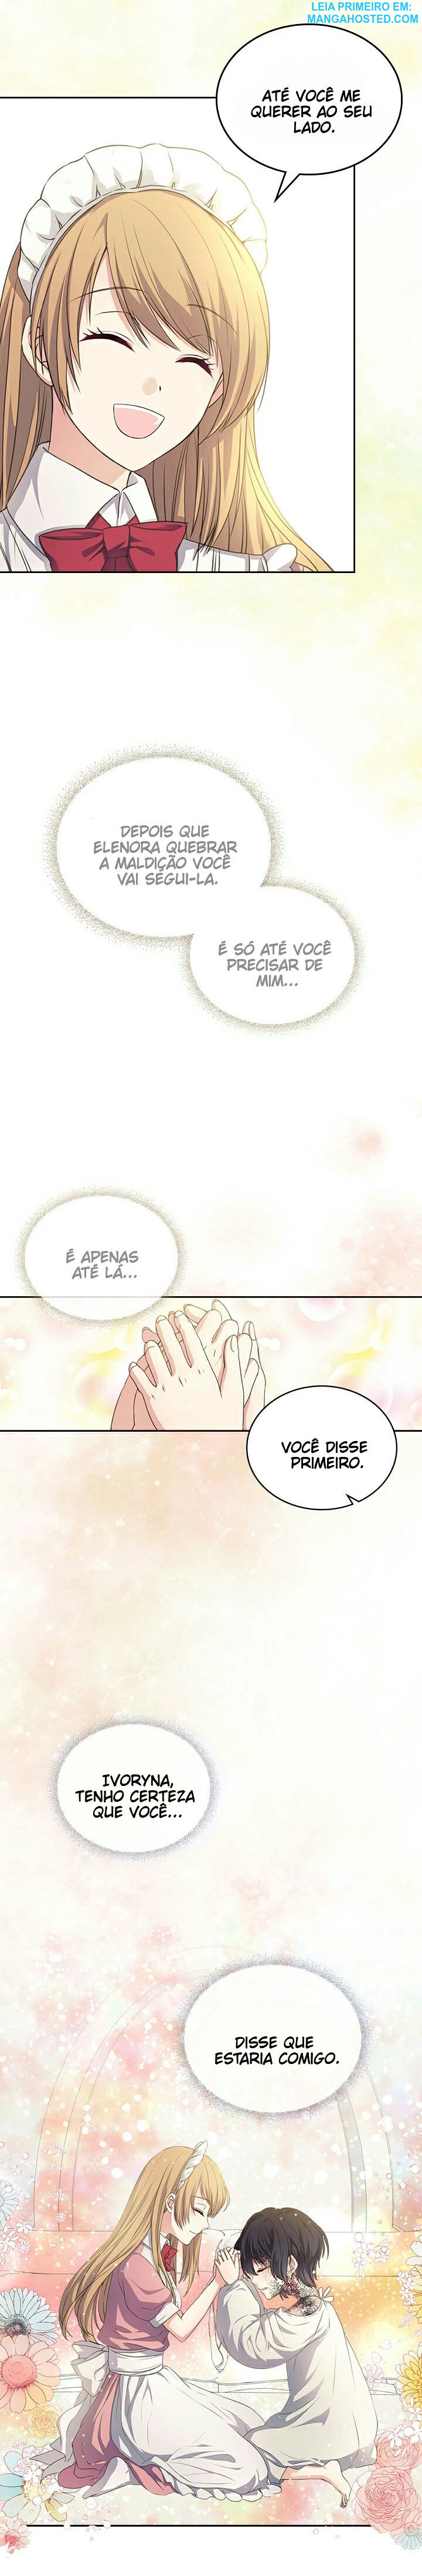 LEIA PRIMEIRO EM:
MANGAHOSTED.COM
ATÉ VOCÊ ME
QUERER AO SEU
LADO.
DEPOIS QUE
ELENORA QUEBRAR
A MALDIÇÃO VOCÊ
VAI SEGUI-LA.
É SÓ ATÉ VOCÊ
PRECISAR DE
MIM...
É APENAS
ATÉ LÁ...
VOCÊ DISSE
PRIMEIRO.
IVORYNA,
TENHO CERTEZA
QUE VOCÊ...
DISSE QUE
ESTARIA COMIGO.